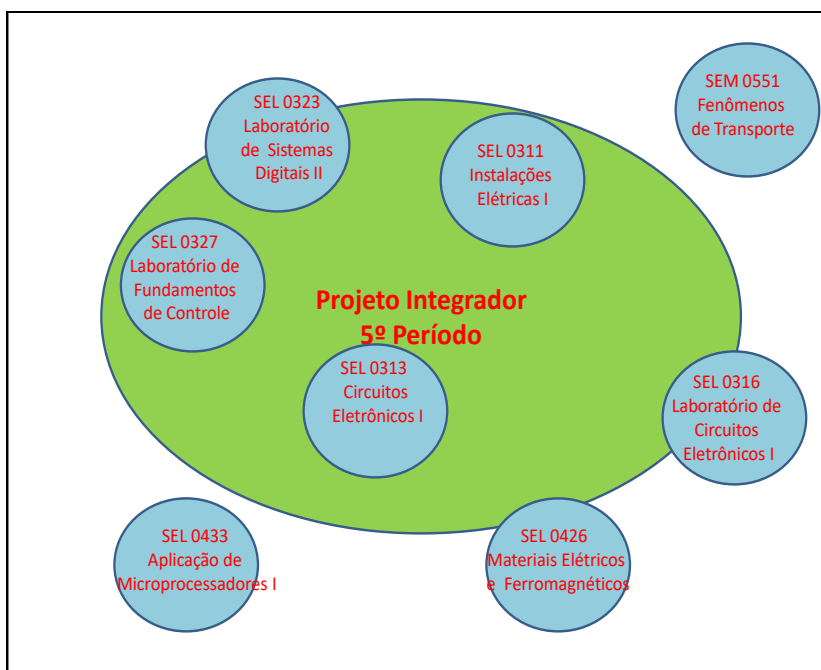 SEM 0551
Fenômenos
de Transporte
SEL 0323
Laboratório
de Sistemas
Digitais II
SEL 0311
Instalações
Elétricas I
SEL 0327
Laboratório de
Fundamentos
de Controle
Projeto Integrador
5º Período
SEL 0313
Circuitos
Eletrônicos I
SEL 0316
Laboratório de
Circuitos
Eletrônicos I
SEL 0433
Aplicação de
Microprocessadores I
SEL 0426
Materiais Elétricos
e Ferromagnéticos